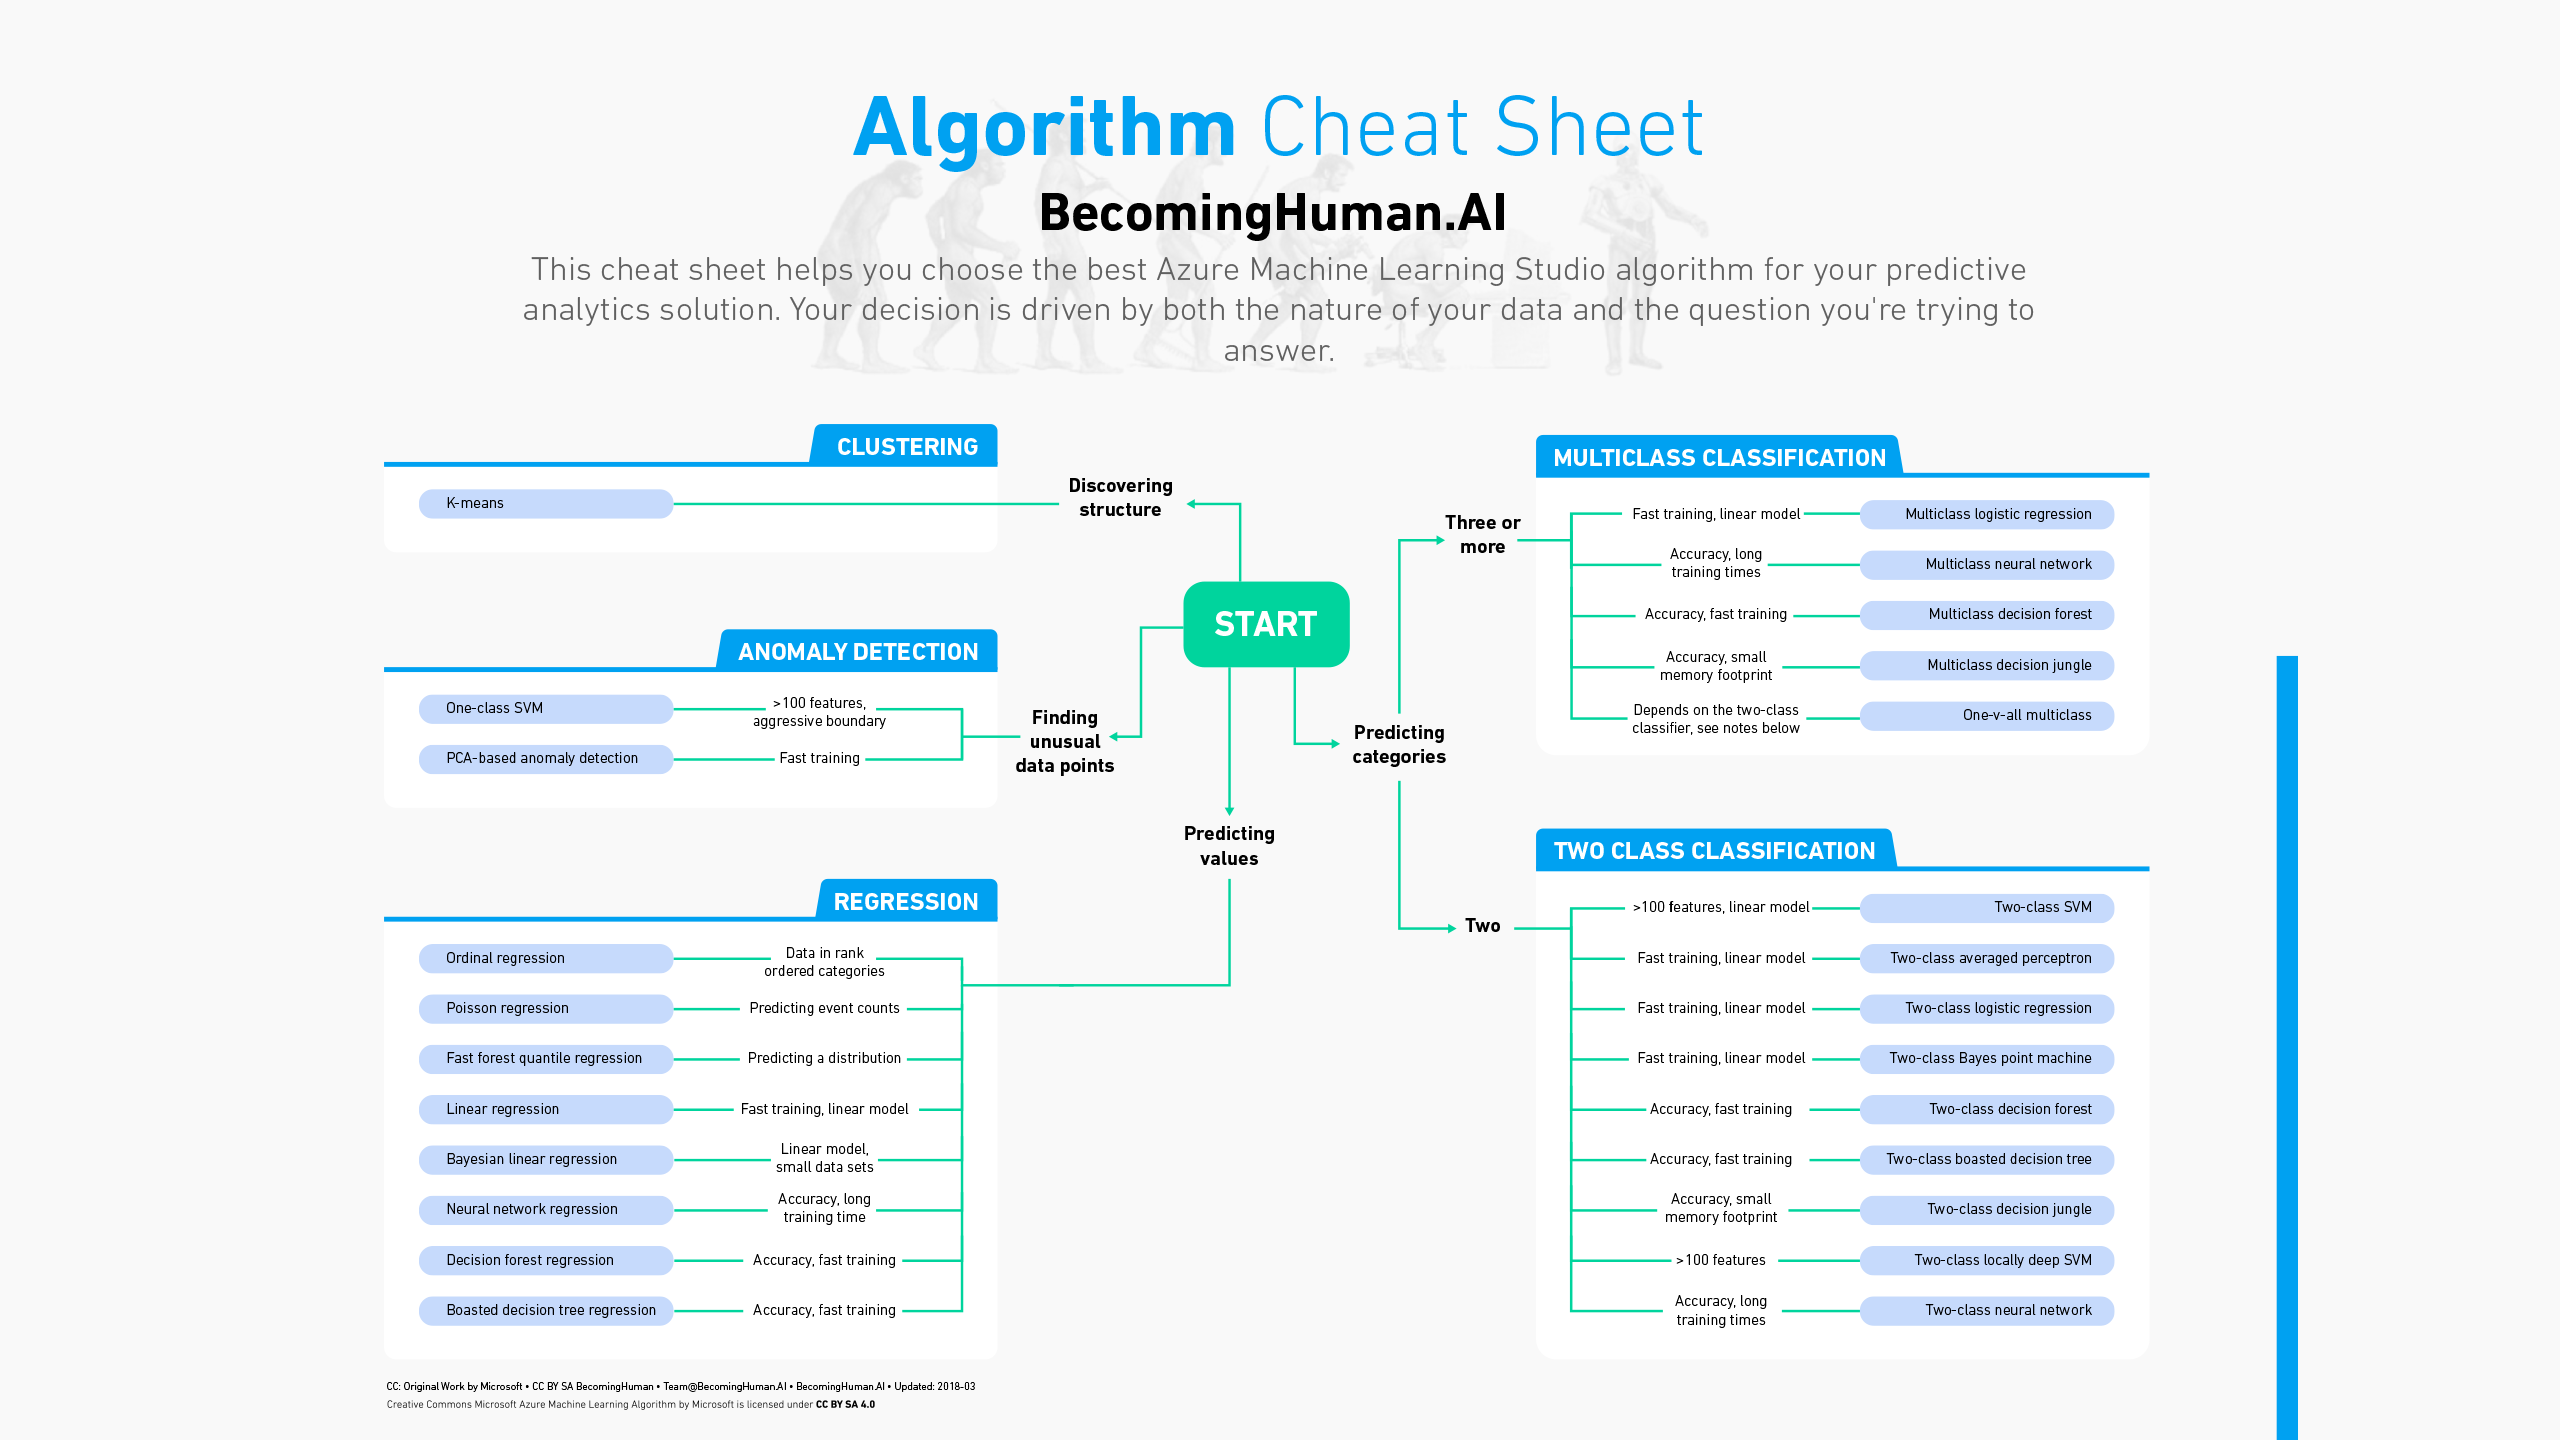 Algorithm Cheat Sheet
BecomingHuman.AI
This cheat sheet helps you choose the best Azure Machine Learning Studio algorithm for your predictive
analytics solution. Your decision is driven by both the nature of your data and the question you're trying to
answer.
CLUSTERING
K-means
Discovering
structure
START
ANOMALY DETECTION
One-class SVM
>100 features,
aggressive boundary
PCA-based anomaly detection
Fast training
Finding
unusual
data points
Predicting
values
REGRESSION
Ordinal regression
Data in rank
ordered categories
Poisson regression
Predicting event counts
Fast forest quantile regression
Predicting a distribution
Linear regression
Fast training, linear model
Bayesian linear regression
Linear model,
small data sets
Neural network regression
Accuracy, long
training time
Decision forest regression
Accuracy, fast training
Boasted decision tree regression
Accuracy, fast training
Predicting
categories
Three or
more
MULTICLASS CLASSIFICATION
Fast training, linear model
Multiclass logistic regression
Accuracy, long
training times
Multiclass neural network
Accuracy, fast training
Multiclass decision forest
Accuracy, small
memory footprint
Multiclass decision jungle
Depends on the two-class
classifier, see notes below
One-v-all multiclass
Two
TWO CLASS CLASSIFICATION
>100 features, linear model
Two-class SVM
Fast training, linear model
Two-class averaged perceptron
Fast training, linear model
Two-class logistic regression
Fast training, linear model
Two-class Bayes point machine
Accuracy, fast training
Two-class decision forest
Accuracy, fast training
Two-class boasted decision tree
Accuracy, small
memory footprint
Two-class decision jungle
>100 features
Two-class locally deep SVM
Accuracy, long
training times
Two-class neural network
CC: Original Work by Microsoft • CC BY SA BecomingHuman • Team@BecomingHuman.AI • BecomingHuman.AI • Updated: 2018-03
Creative Commons Microsoft Azure Machine Learning Algorithm by Microsoft is licensed under CC BY SA 4.0